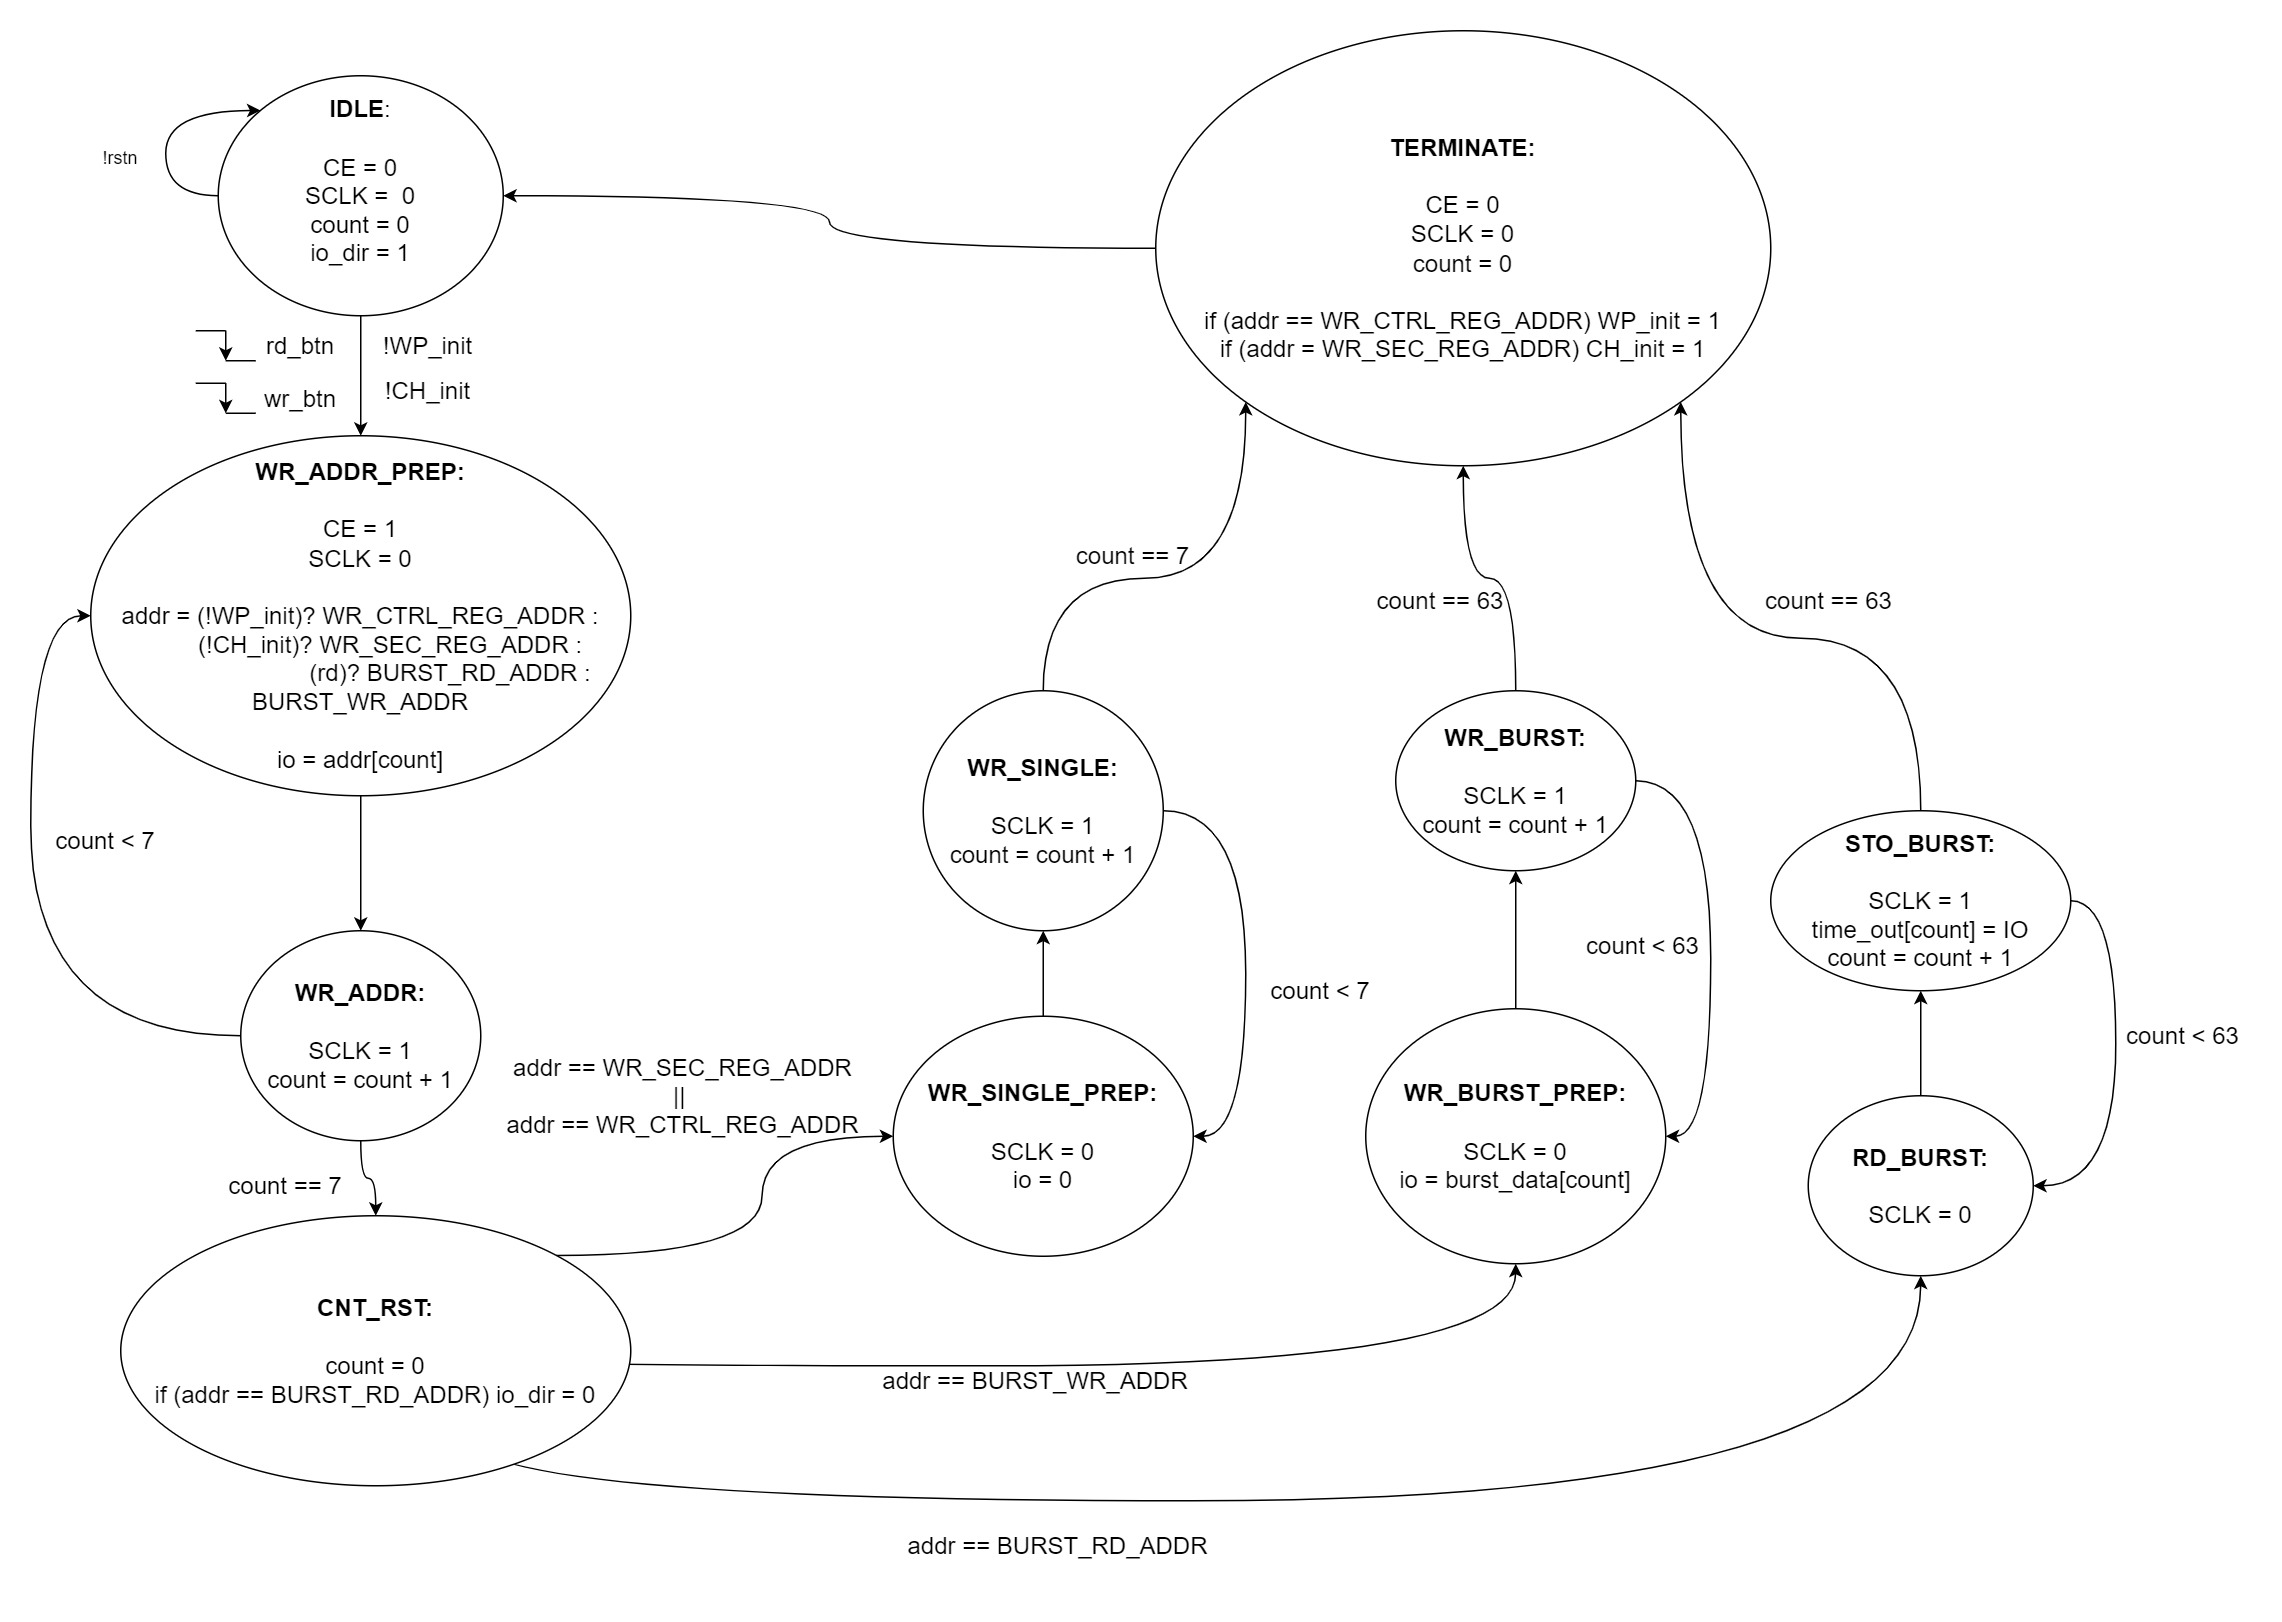 IDLE:
CE = 0
SCLK =  0
count = 0
io_dir = 1
!rstn
rd_btn
!WP_init
wr_btn
!CH_init
WR_ADDR_PREP:
CE = 1
SCLK = 0
addr = (!WP_init)? WR_CTRL_REG_ADDR :
(!CH_init)? WR_SEC_REG_ADDR :
(rd)? BURST_RD_ADDR :
BURST_WR_ADDR
io = addr[count]
count < 7
WR_ADDR:
SCLK = 1
count = count + 1
count == 7
CNT_RST:
count = 0
if (addr == BURST_RD_ADDR) io_dir = 0
addr == WR_SEC_REG_ADDR
||
addr == WR_CTRL_REG_ADDR
addr == BURST_WR_ADDR
addr == BURST_RD_ADDR
WR_SINGLE_PREP:
SCLK = 0
io = 0
WR_SINGLE:
SCLK = 1
count = count + 1
count < 7
count == 7
WR_BURST_PREP:
SCLK = 0
io = burst_data[count]
WR_BURST:
SCLK = 1
count = count + 1
count < 63
count == 63
RD_BURST:
SCLK = 0
STO_BURST:
SCLK = 1
time_out[count] = IO
count = count + 1
count < 63
count == 63
TERMINATE:
CE = 0
SCLK = 0
count = 0
if (addr == WR_CTRL_REG_ADDR) WP_init = 1
if (addr = WR_SEC_REG_ADDR) CH_init = 1